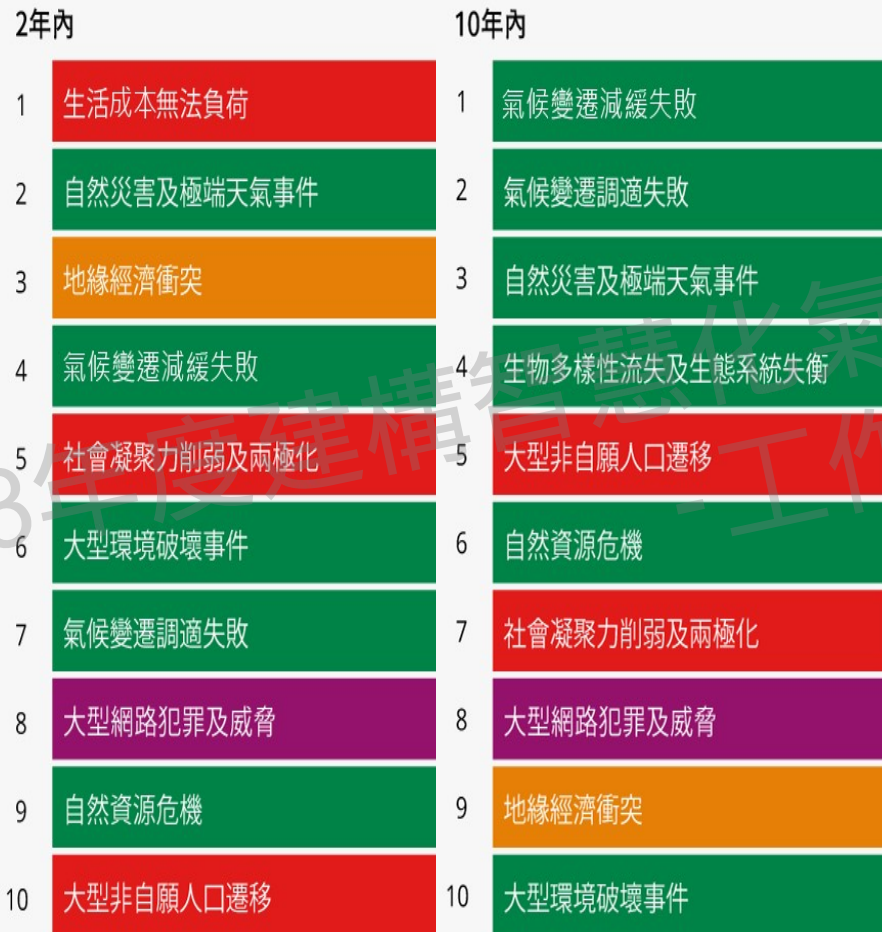 2年內
1 生活成本無法負荷
2 自然災害及極端天氣事件
3 地緣經濟衝突
4 氣候變遷減緩失敗
5 社會凝聚力削弱及兩極化
6 大型環境破壞事件
7 氣候變遷調適失敗
8 大型網路犯罪及威脅
9 自然資源危機
10 大型非自願人口遷移
10年內
1 氣候變遷減緩失敗
2 氣候變遷調適失敗
3 自然災害及極端天氣事件
4 生物多樣性流失及生態系統失衡
5 大型非自願人口遷移
6 自然資源危機
7 社會凝聚力削弱及兩極化
8 大型網路犯罪及威脅
9 地緣經濟衝突
10 大型環境破壞事件
3年度建構智慧化氣
-工作